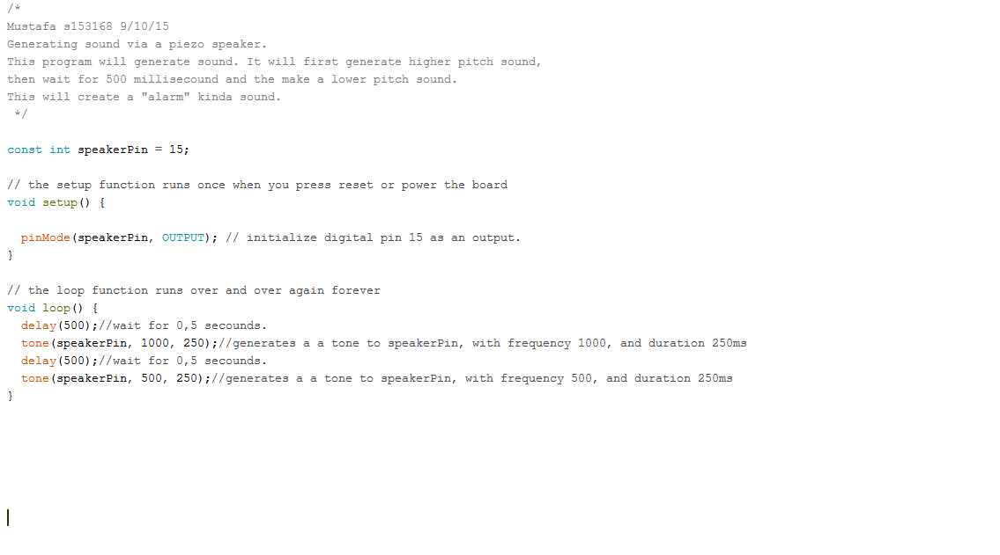 /*
Mustafa s153168 9/10/15
Generating sound via a piezo speaker.
This program will generate sound. It will first generate higher pitch sound,
then wait for 500 millisecound and the make a lower pitch sound.
This will create a "alarm" kinda sound.
 */
const int speakerPin = 15;
// the setup function runs once when you press reset or power the board
void setup() {
  pinMode(speakerPin, OUTPUT); // initialize digital pin 15 as an output.
}
// the loop function runs over and over again forever
void loop() {
  delay(500);//wait for 0,5 secounds.
  tone(speakerPin, 1000, 250);//generates a a tone to speakerPin, with frequency 1000, and duration 250ms
  delay(500);//wait for 0,5 secounds.
  tone(speakerPin, 500, 250);//generates a a tone to speakerPin, with frequency 500, and duration 250ms
}